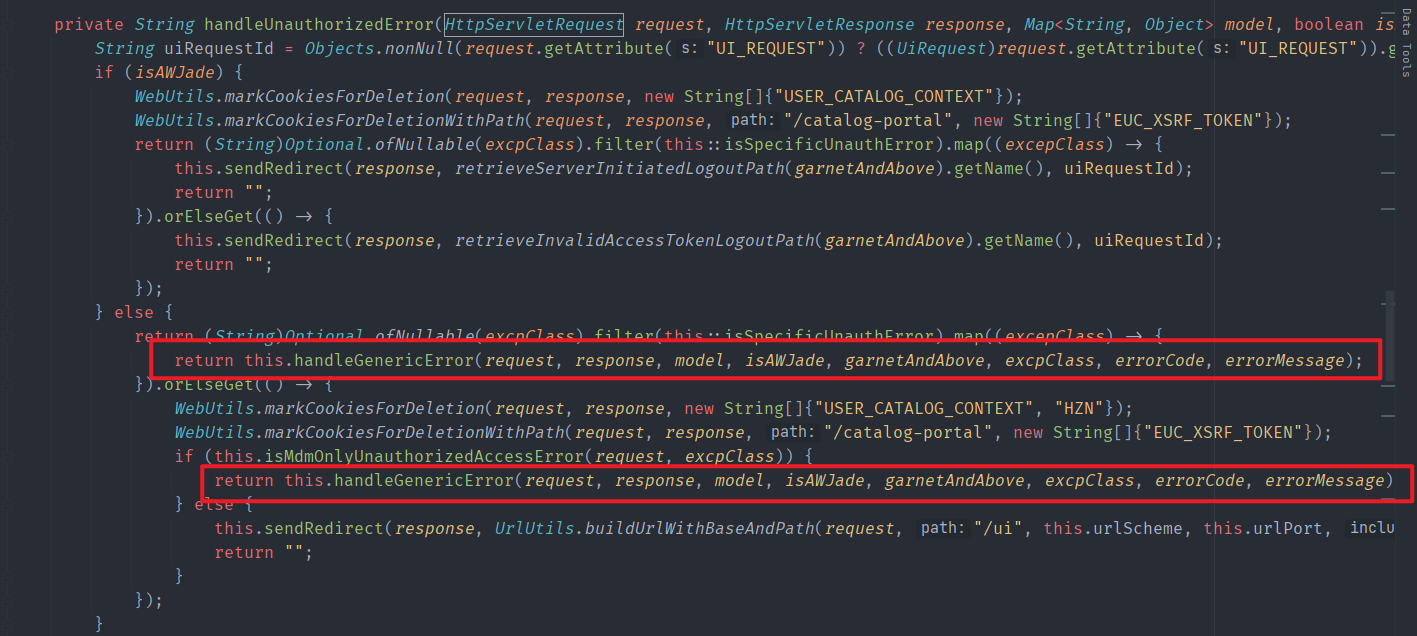 private String handleUnauthorizedError(HttpServletRequest request, HttpServletResponse response, Map<String, Object> model, boolean is
String uiRequestId = Objects.nonNull(request.getAttribute( s: "UI_REQUEST")) ? ((UiRequest)request.getAttribute( s: "UI_REQUEST")).g
if (isAWJade) {
WebUtils.markCookiesForDeletion(request, response, new String[]{"USER_CATALOG_CONTEXT"});
WebUtils.markCookiesForDeletionWithPath(request, response, path: "/catalog-portal", new String[]{"EUC_XSRF_TOKEN"});
return (String)Optional.ofNullable(excpClass).filter(this::isSpecificUnauthError).map((excepClass) -> {
this.sendRedirect(response, retrieveServerInitiatedLogoutPath(garnetAndAbove).getName(), uiRequestId);
return "";
}).orElseGet(() -> {
this.sendRedirect(response, retrieveInvalidAccessTokenLogoutPath(garnetAndAbove).getName(), uiRequestId);
return "";
});
} else {
return (String)Optional.ofNullable(excpClass).filter(this::isSpecificUnauthError).map((excepClass) -> {
return this.handleGenericError(request, response, model, isAWJade, garnetAndAbove, excpClass, errorCode, errorMessage);
}).orElseGet(() -> {
WebUtils.markCookiesForDeletion(request, response, new String[]{"USER_CATALOG_CONTEXT", "HZN"});
WebUtils.markCookiesForDeletionWithPath(request, response, path: "/catalog-portal", new String[]{"EUC_XSRF_TOKEN"});
if (this.isMdmOnlyUnauthorizedAccessError(request, excpClass)) {
return this.handleGenericError(request, response, model, isAWJade, garnetAndAbove, excpClass, errorCode, errorMessage)
} else {
this.sendRedirect(response, UrlUtils.buildUrlWithBaseAndPath(request, path: "/ui", this.urlScheme, this.urlPort, inclu
return "";
}
});
}
Data Tools